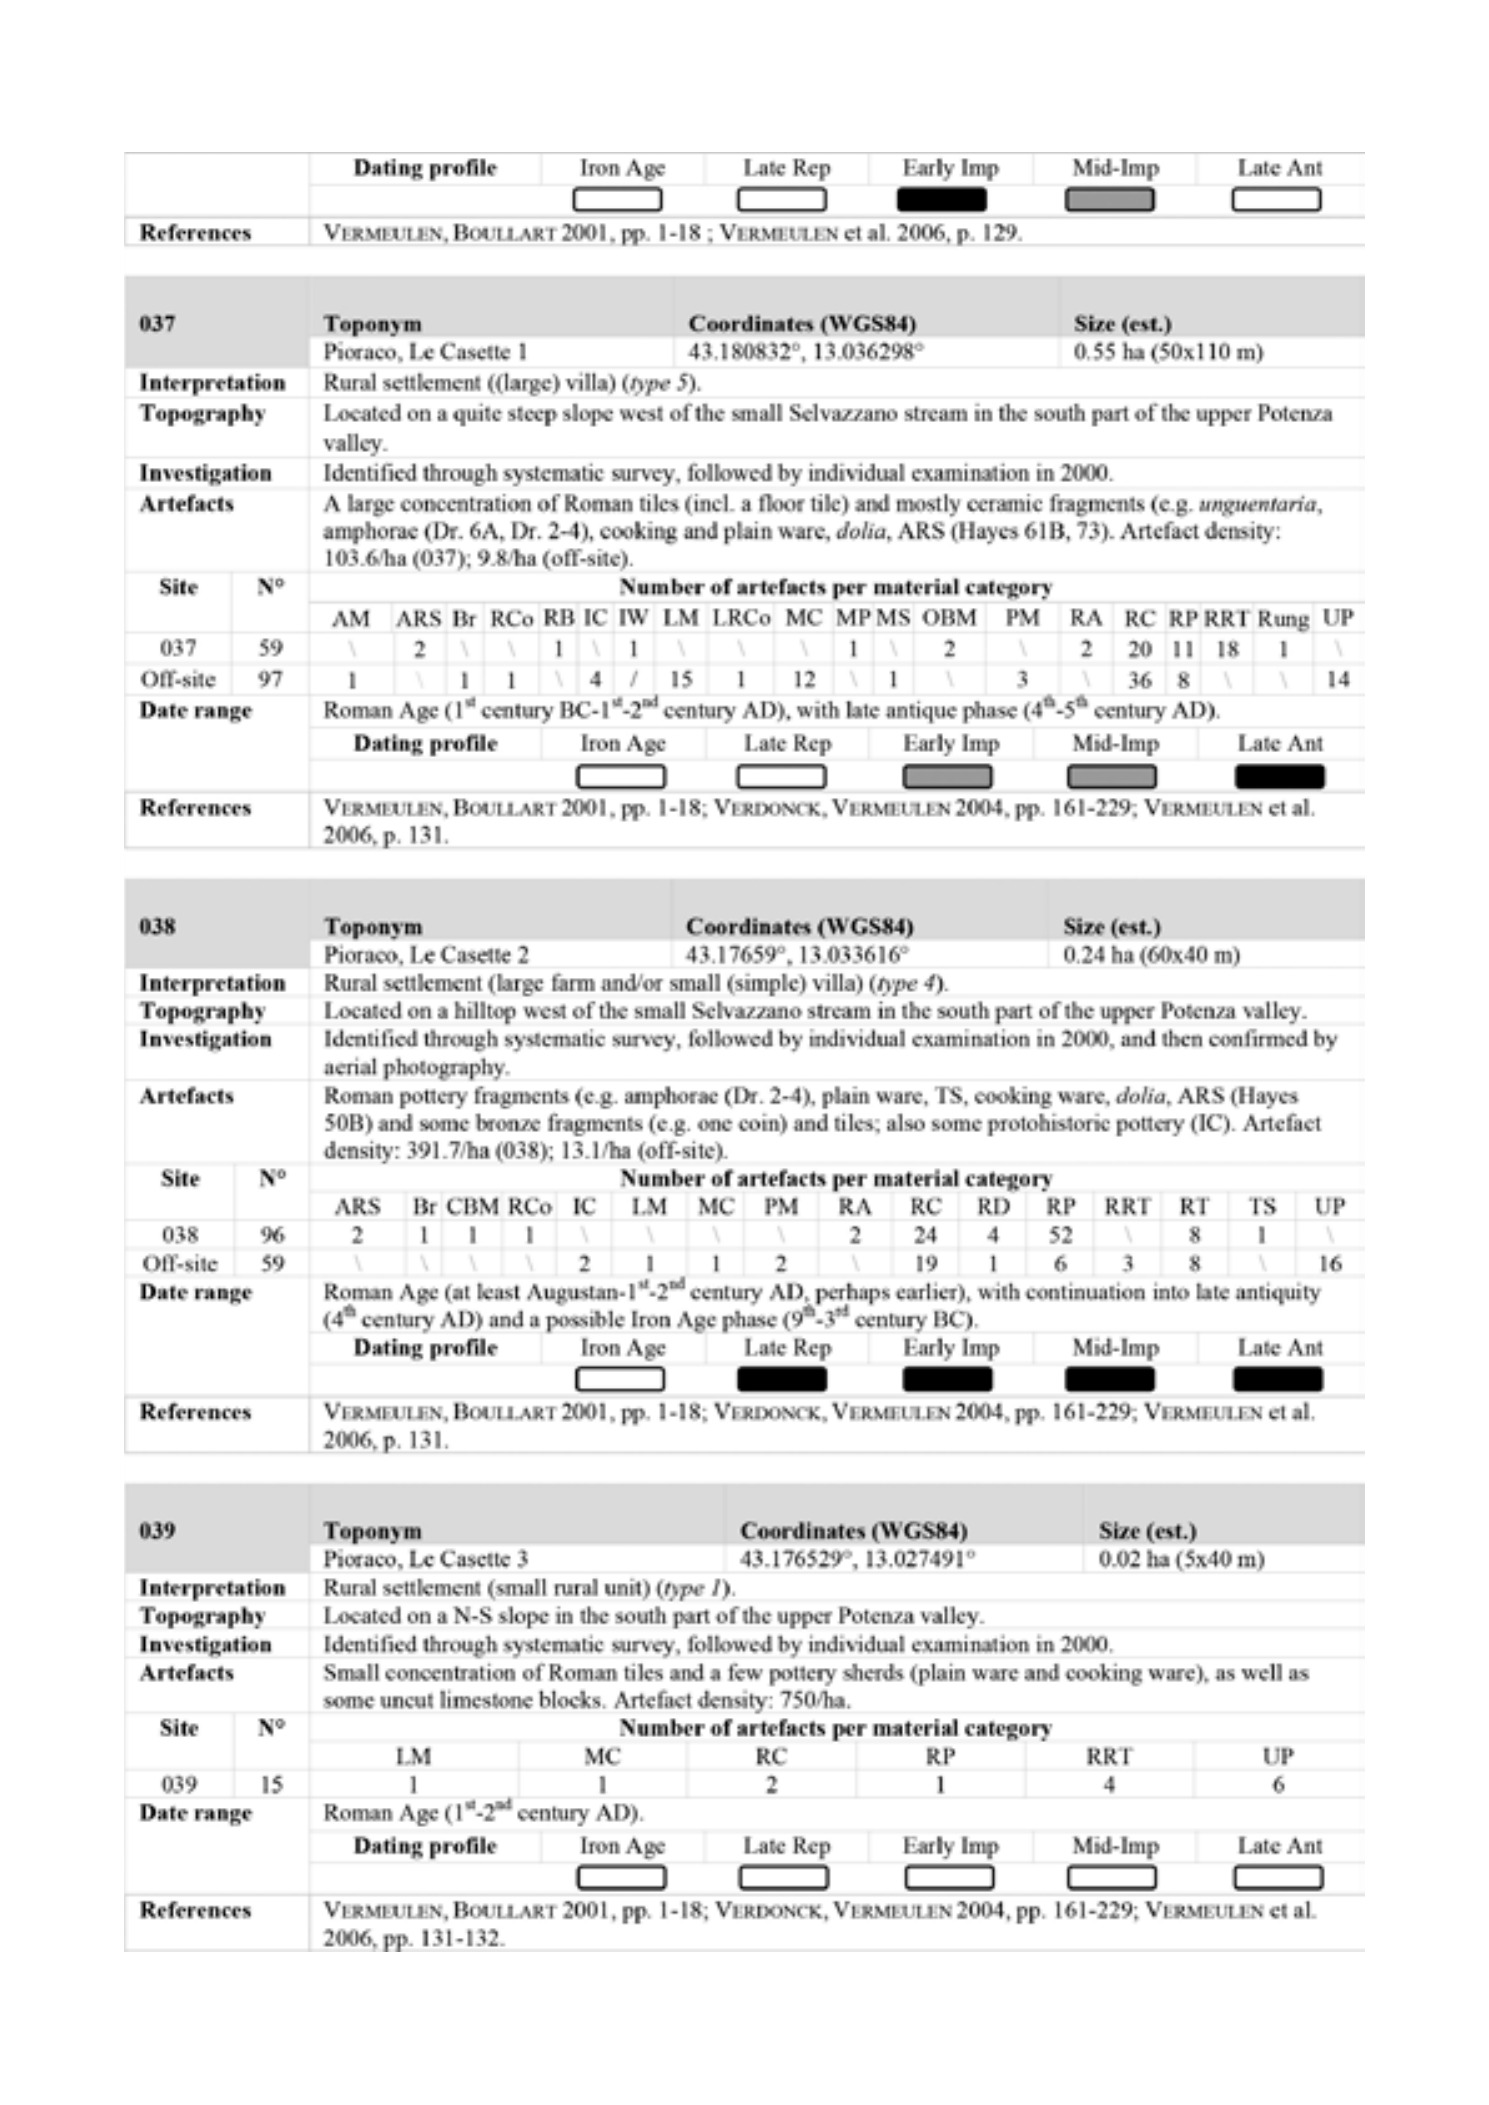 Dating profile Iron Age Late Rep Early Imp Mid-Imp Late Ant
References VERMEULEN, BOULLART 2001, pp. 1-18 ; VERMEULEN et al. 2006, p. 129.
037 Toponym Coordinates (WGS84) Size (est.)
Pioraco, Le Casette 1 43.180832°, 13.036298° 0.55 ha (50x110 m)
Interpretation Rural settlement ((large) villa) (type 5).
Topography Located on a quite steep slope west of the small Selvazzano stream in the south part of the upper Potenza
valley.
Investigation Identified through systematic survey, followed by individual examination in 2000.
Artefacts A large concentration of Roman tiles (incl. a floor tile) and mostly ceramic fragments (e.g. unguentaria,
amphorae (Dr. 6A, Dr. 2-4), cooking and plain ware, dolia, ARS (Hayes 61B, 73). Artefact density:
103.6/ha (037); 9.8/ha (off-site).
Site N° Number of artefacts per material category
AM ARS Br RCo RB IC IW LM LRCo MC MP MS OBM PM RA RC RP RRT Rung UP
037 59 \ 2 \ \ 1 \ 1 \ \ \ 1 \ 2 \ 2 20 11 18 1 \
Off-site 97 1 \ 1 1 \ 4 / 15 1 12 \ 1 \ 3 \ 36 8 \ \ 14
Date range Roman Age (1st century BC-1st-2nd century AD), with late antique phase (4th-5th century AD).
Dating profile Iron Age Late Rep Early Imp Mid-Imp Late Ant
References VERMEULEN, BOULLART 2001, pp. 1-18; VERDONCK, VERMEULEN 2004, pp. 161-229; VERMEULEN et al.
2006, p. 131.
038 Toponym Coordinates (WGS84) Size (est.)
Pioraco, Le Casette 2 43.17659°, 13.033616° 0.24 ha (60x40 m)
Interpretation Rural settlement (large farm and/or small (simple) villa) (type 4).
Topography Located on a hilltop west of the small Selvazzano stream in the south part of the upper Potenza valley.
Investigation Identified through systematic survey, followed by individual examination in 2000, and then confirmed by
aerial photography.
Artefacts Roman pottery fragments (e.g. amphorae (Dr. 2-4), plain ware, TS, cooking ware, dolia, ARS (Hayes
50B) and some bronze fragments (e.g. one coin) and tiles; also some protohistoric pottery (IC). Artefact
density: 391.7/ha (038); 13.1/ha (off-site).
Site N° Number of artefacts per material category
ARS Br CBM RCo IC LM MC PM RA RC RD RP RRT RT TS UP
038 96 2 1 1 1 \ \ \ \ 2 24 4 52 \ 8 1 \
Off-site 59 \ \ \ \ 2 1 1 2 \ 19 1 6 3 8 \ 16
Date range Roman Age (at least Augustan-1st-2nd century AD, perhaps earlier), with continuation into late antiquity
(4th century AD) and a possible Iron Age phase (9th-3rd century BC).
Dating profile Iron Age Late Rep Early Imp Mid-Imp Late Ant
References VERMEULEN, BOULLART 2001, pp. 1-18; VERDONCK, VERMEULEN 2004, pp. 161-229; VERMEULEN et al.
2006, p. 131.
039 Toponym Coordinates (WGS84) Size (est.)
Pioraco, Le Casette 3 43.176529°, 13.027491° 0.02 ha (5x40 m)
Interpretation Rural settlement (small rural unit) (type 1).
Topography Located on a N-S slope in the south part of the upper Potenza valley.
Investigation Identified through systematic survey, followed by individual examination in 2000.
Artefacts Small concentration of Roman tiles and a few pottery sherds (plain ware and cooking ware), as well as
some uncut limestone blocks. Artefact density: 750/ha.
Site N° Number of artefacts per material category
LM MC RC RP RRT UP
039 15 1 1 2 1 4 6
Date range Roman Age (1st-2nd century AD).
Dating profile Iron Age Late Rep Early Imp Mid-Imp Late Ant
References VERMEULEN, BOULLART 2001, pp. 1-18; VERDONCK, VERMEULEN 2004, pp. 161-229; VERMEULEN et al.
2006, pp. 131-132.